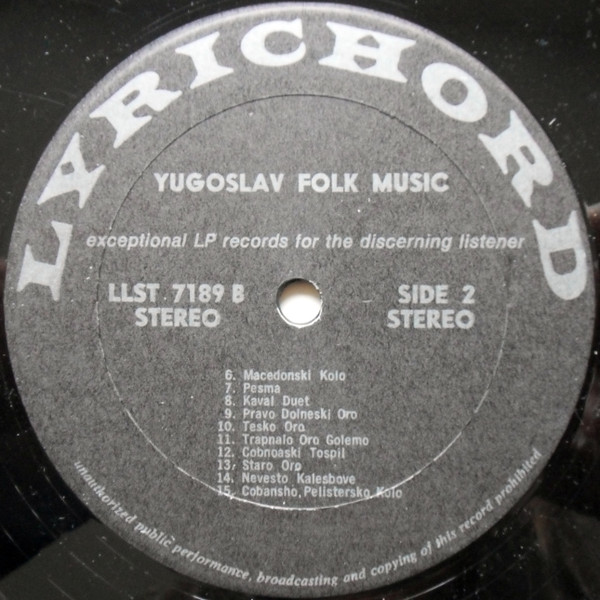 LYRICHORD
YUGOSLAV FOLK MUSIC
exceptional LP records for the discerning listener
LLST 7189 B
STEREO
SIDE 2
STEREO
6. Macedonski Kolo
7. Pesma
8. Kaval Duet
9. Pravo Dolneski Oro
10. Tesko Oro
11. Trapnalo Oro Golemo
12. Cobnoaski Tospil
13. Staro Oro
14. Nevesto Kalesbove
15. Cobansho, Pelistersko, Kolo
unauthorized public performance, broadcasting and copying of this record prohibited